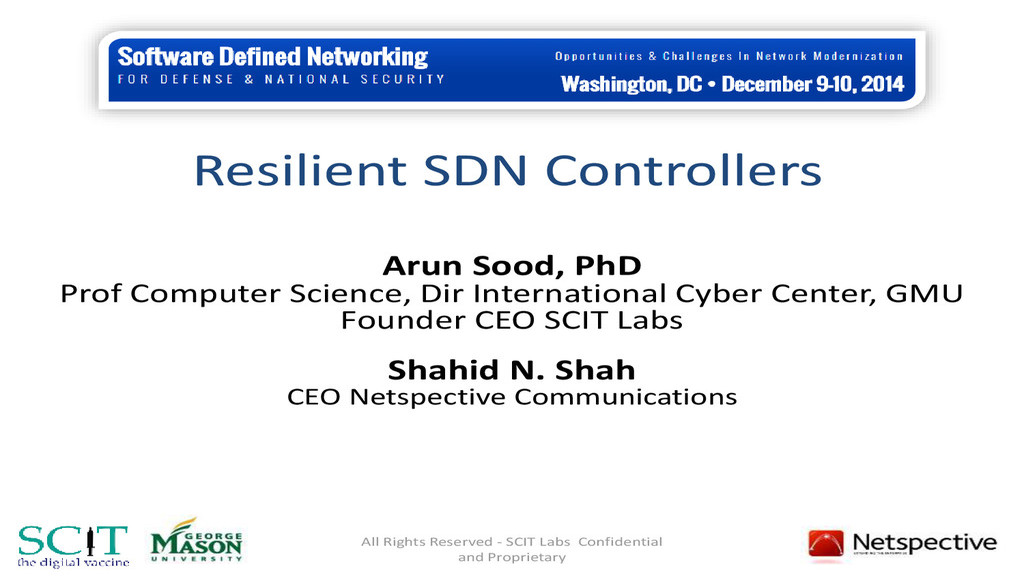 Software Defined Networking
FOR DEFENSE & NATIONAL SECURITY
Opportunities & Challenges In Network Modernization
Washington, DC • December 9-10, 2014
Resilient SDN Controllers
Arun Sood, PhD
Prof Computer Science, Dir International Cyber Center, GMU
Founder CEO SCIT Labs
Shahid N. Shah
CEO Netspective Communications
SCIT
the digital vaccine
GEORGE
MASON
UNIVERSITY
All Rights Reserved - SCIT Labs Confidential
and Proprietary
Netspective